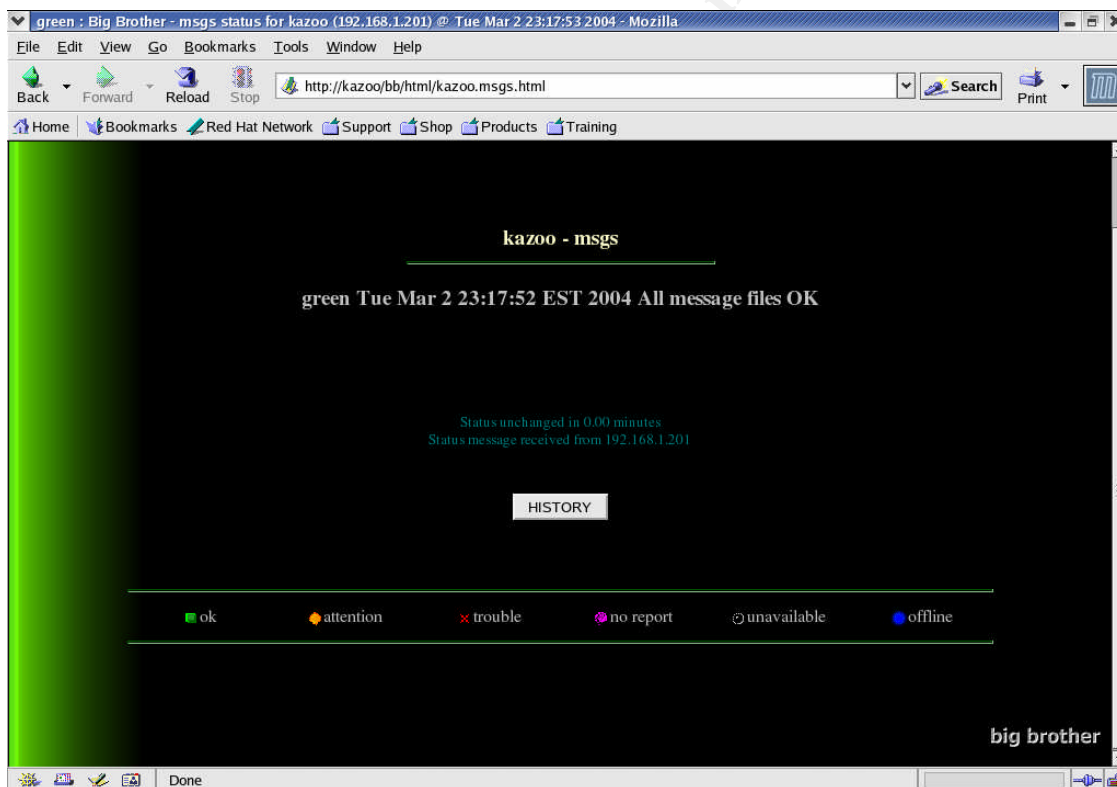 green : Big Brother - msgs status for kazoo (192.168.1.201) @ Tue Mar 2 23:17:53 2004 - Mozilla
File Edit View Go Bookmarks Tools Window Help
Back Forward Reload Stop http://kazoo/bb/html/kazoo.msgs.html Search Print
Home Bookmarks Red Hat Network Support Shop Products Training
kazoo - msgs
green Tue Mar 2 23:17:52 EST 2004 All message files OK
Status unchanged in 0.00 minutes
Status message received from 192.168.1.201
HISTORY
ok attention trouble no report unavailable offline
big brother
Done